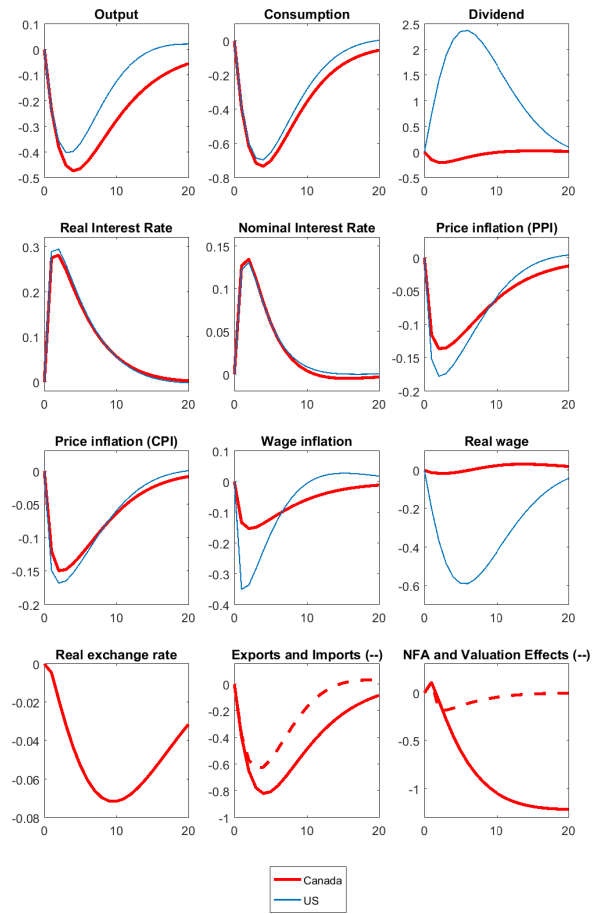 Output Consumption Dividend
0.1 0 -0.1 -0.2 -0.3 -0.4 -0.5 0 10 20
0 -0.2 -0.4 -0.6 -0.8 0 10 20
2.5 2 1.5 1 0.5 0 -0.5 0 10 20
Real Interest Rate Nominal Interest Rate Price inflation (PPI)
0.3 0.2 0.1 0 0 10 20
0.15 0.1 0.05 0 0 10 20
0 -0.05 -0.1 -0.15 -0.2 0 10 20
Price inflation (CPI) Wage inflation Real wage
0 -0.05 -0.1 -0.15 -0.2 0 10 20
0.1 0 -0.1 -0.2 -0.3 -0.4 0 10 20
0 -0.2 -0.4 -0.6 0 10 20
Real exchange rate Exports and Imports (--) NFA and Valuation Effects (--)
0 -0.02 -0.04 -0.06 -0.08 0 10 20
0.2 0 -0.2 -0.4 -0.6 -0.8 -1 0 10 20
0 -0.5 -1 0 10 20
Canada
US